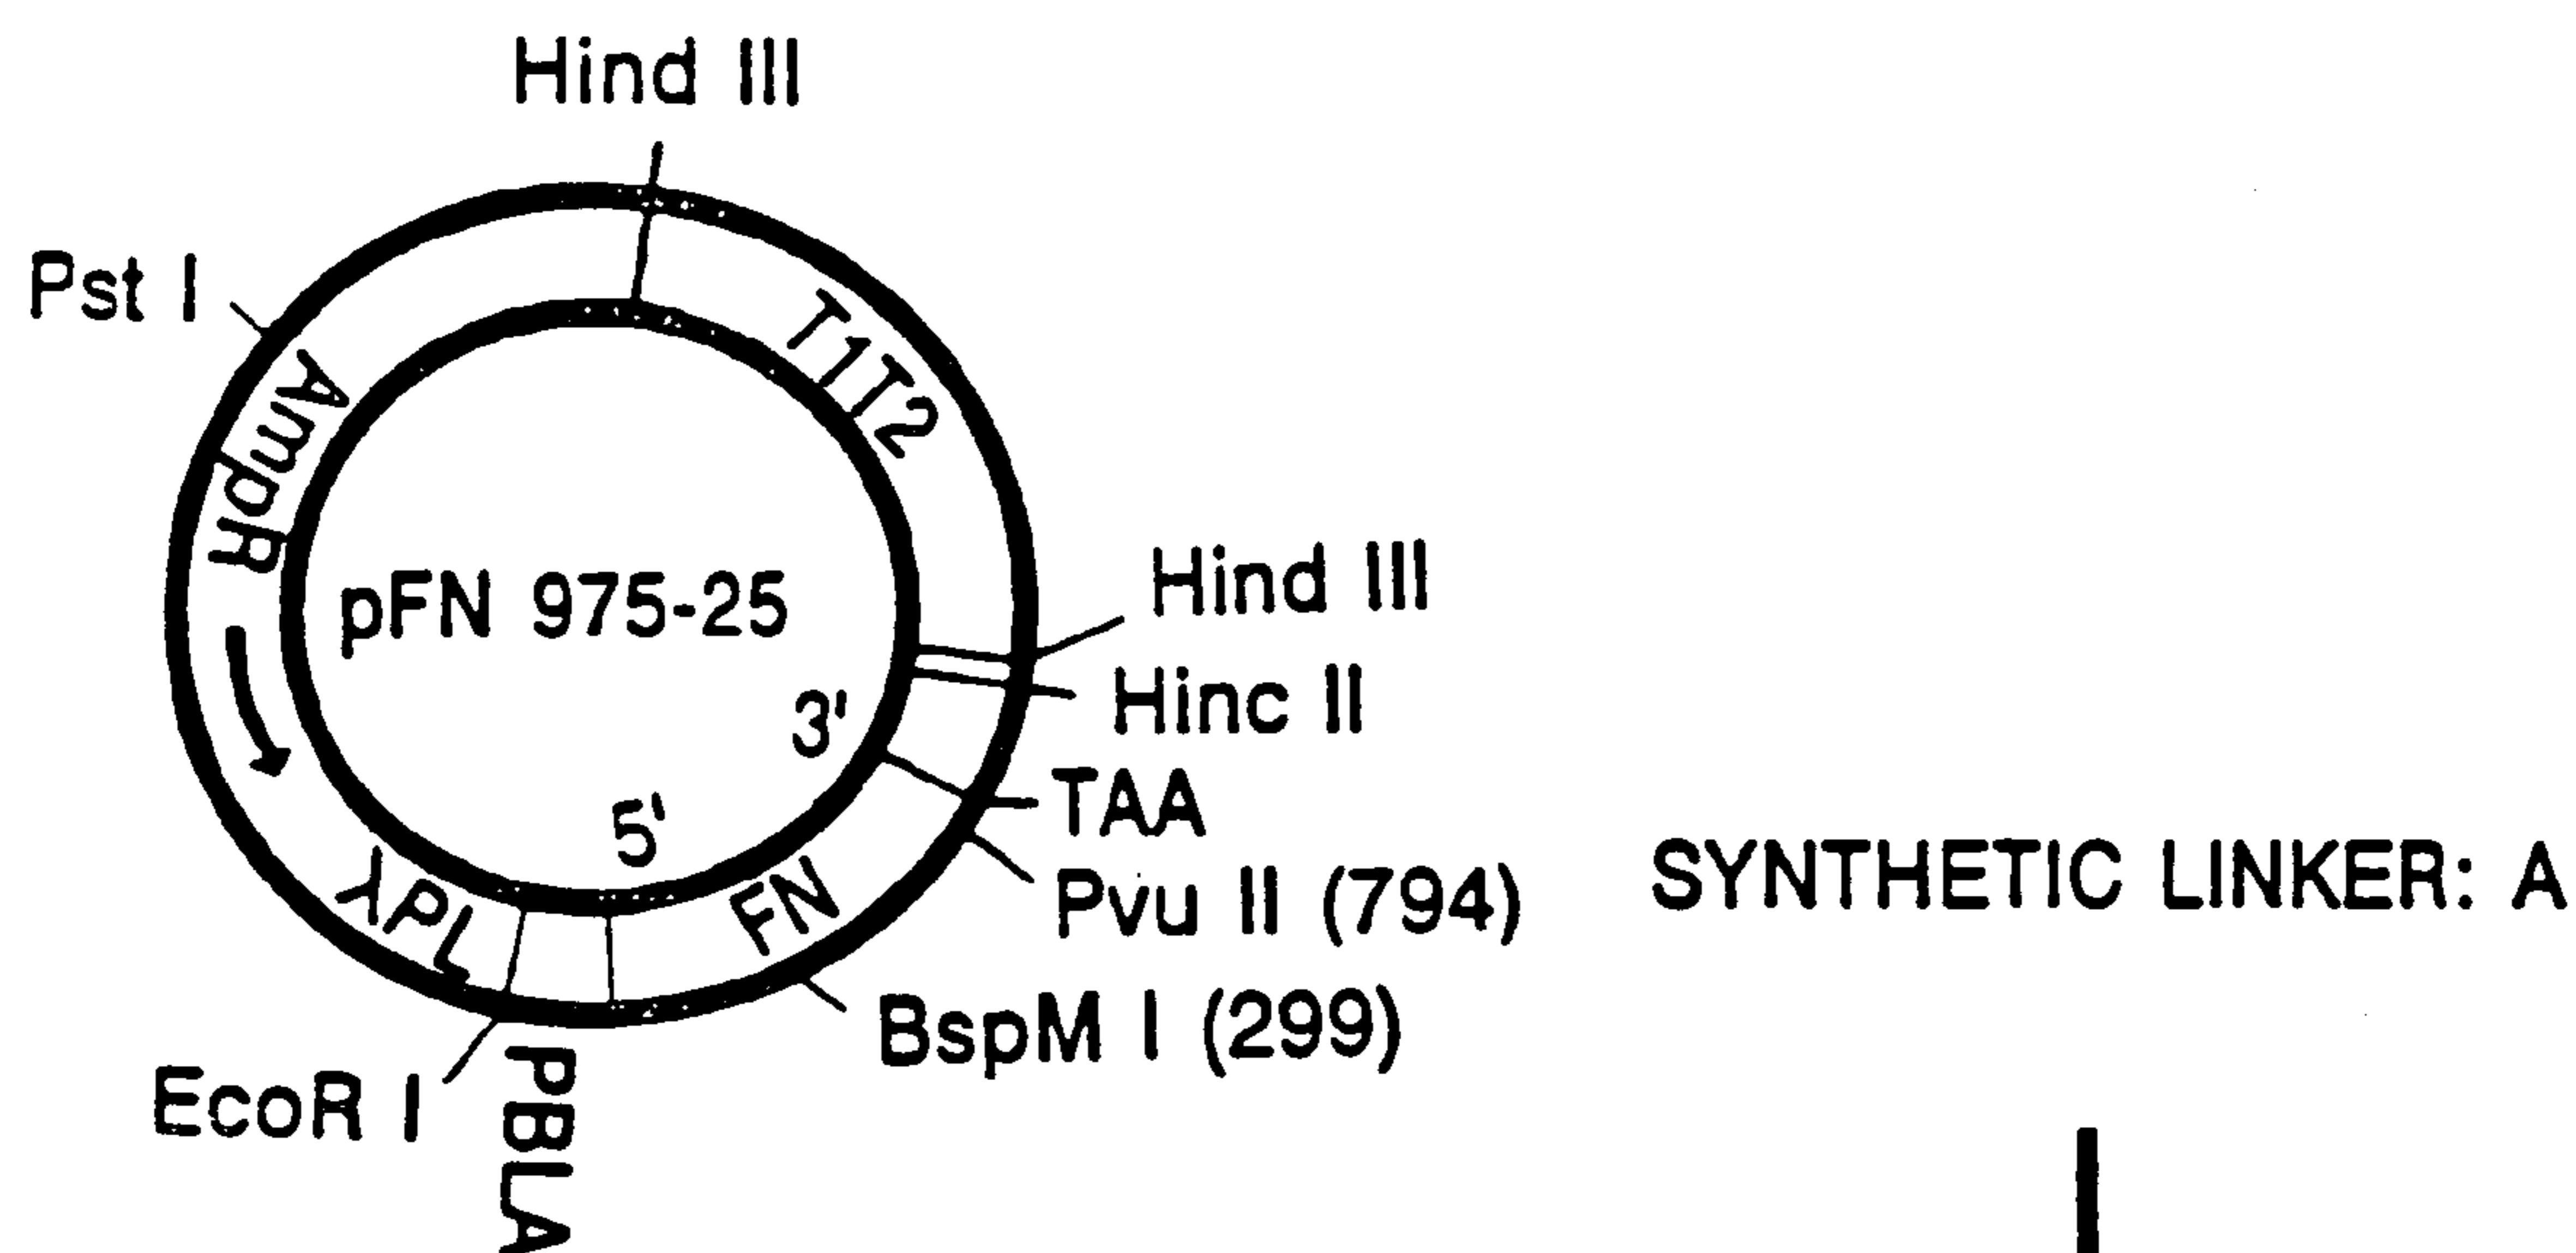 Hind III
Pst I
T1T2
AmpR
pFN 975-25
Hind III
Hinc II
3'
TAA
5'
Pvu II (794)
SYNTHETIC LINKER: A
FN
λPL
BspM I (299)
EcoR I
PBLA